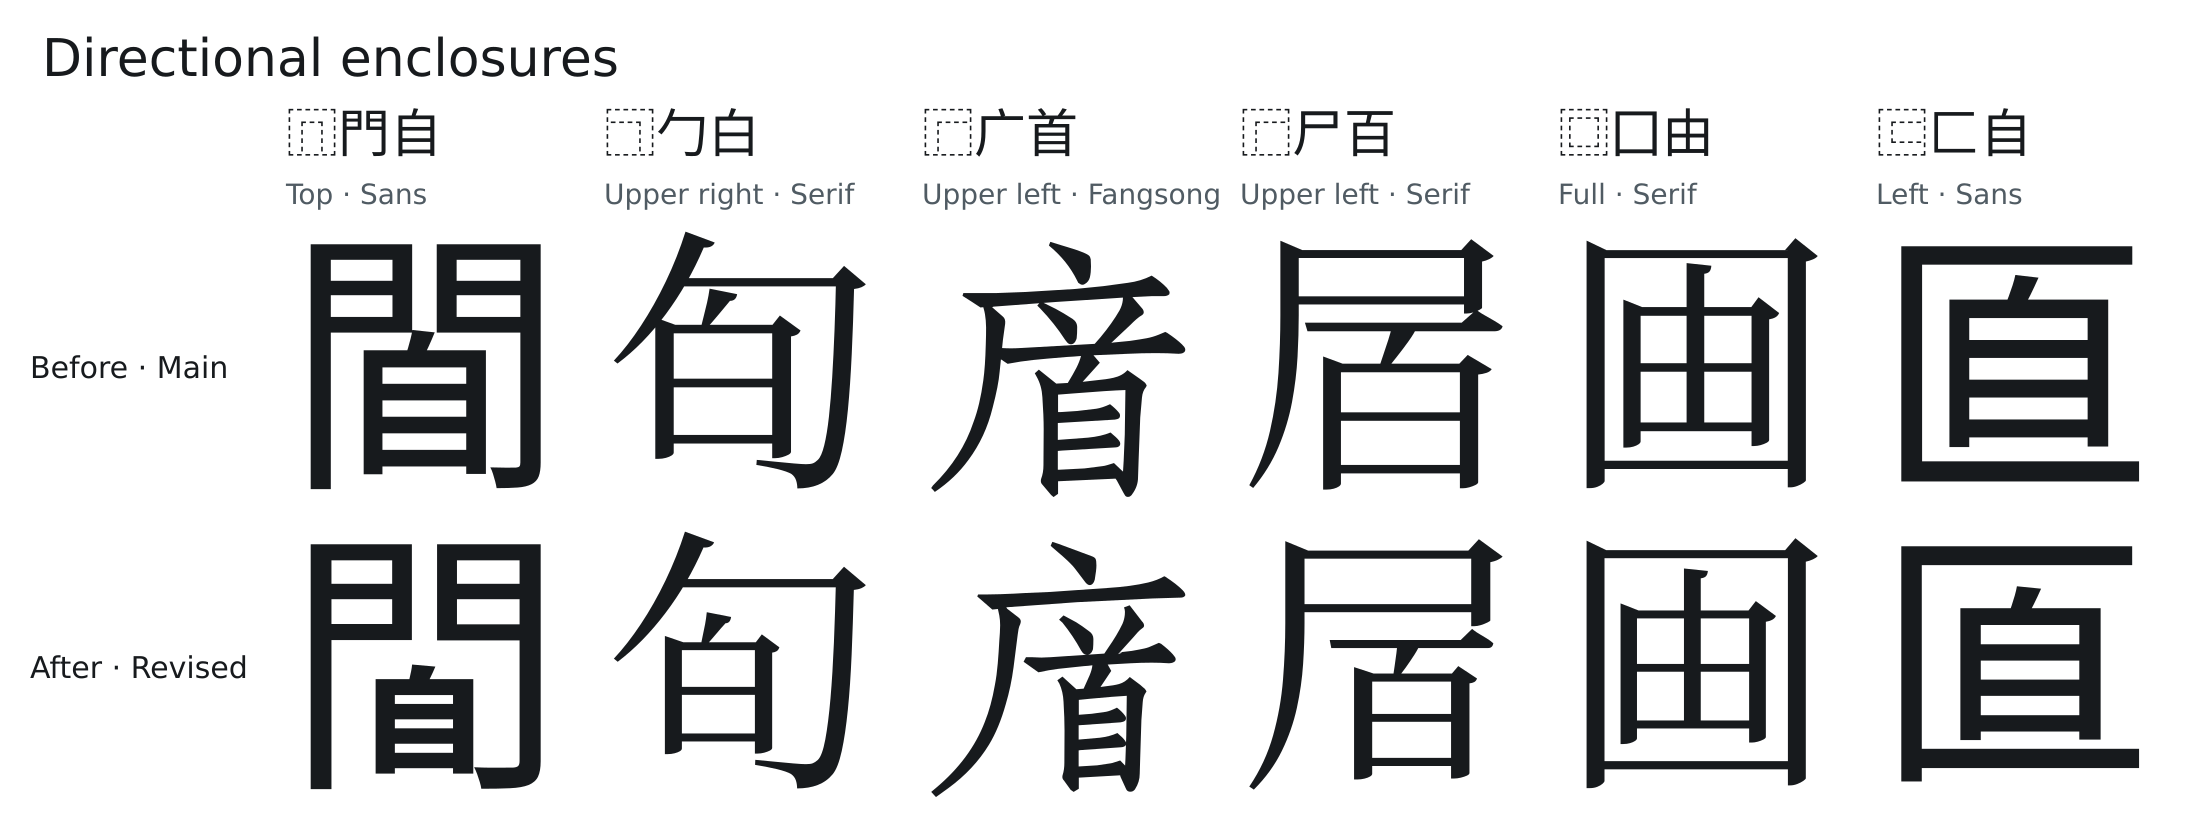 Directional enclosures
⿵門自 ⿹勹白 ⿸广首 ⿸尸百 ⿴囗由 ⿷匚自
Top · Sans Upper right · Serif Upper left · Fangsong Upper left · Serif Full · Serif Left · Sans
Before · Main
After · Revised